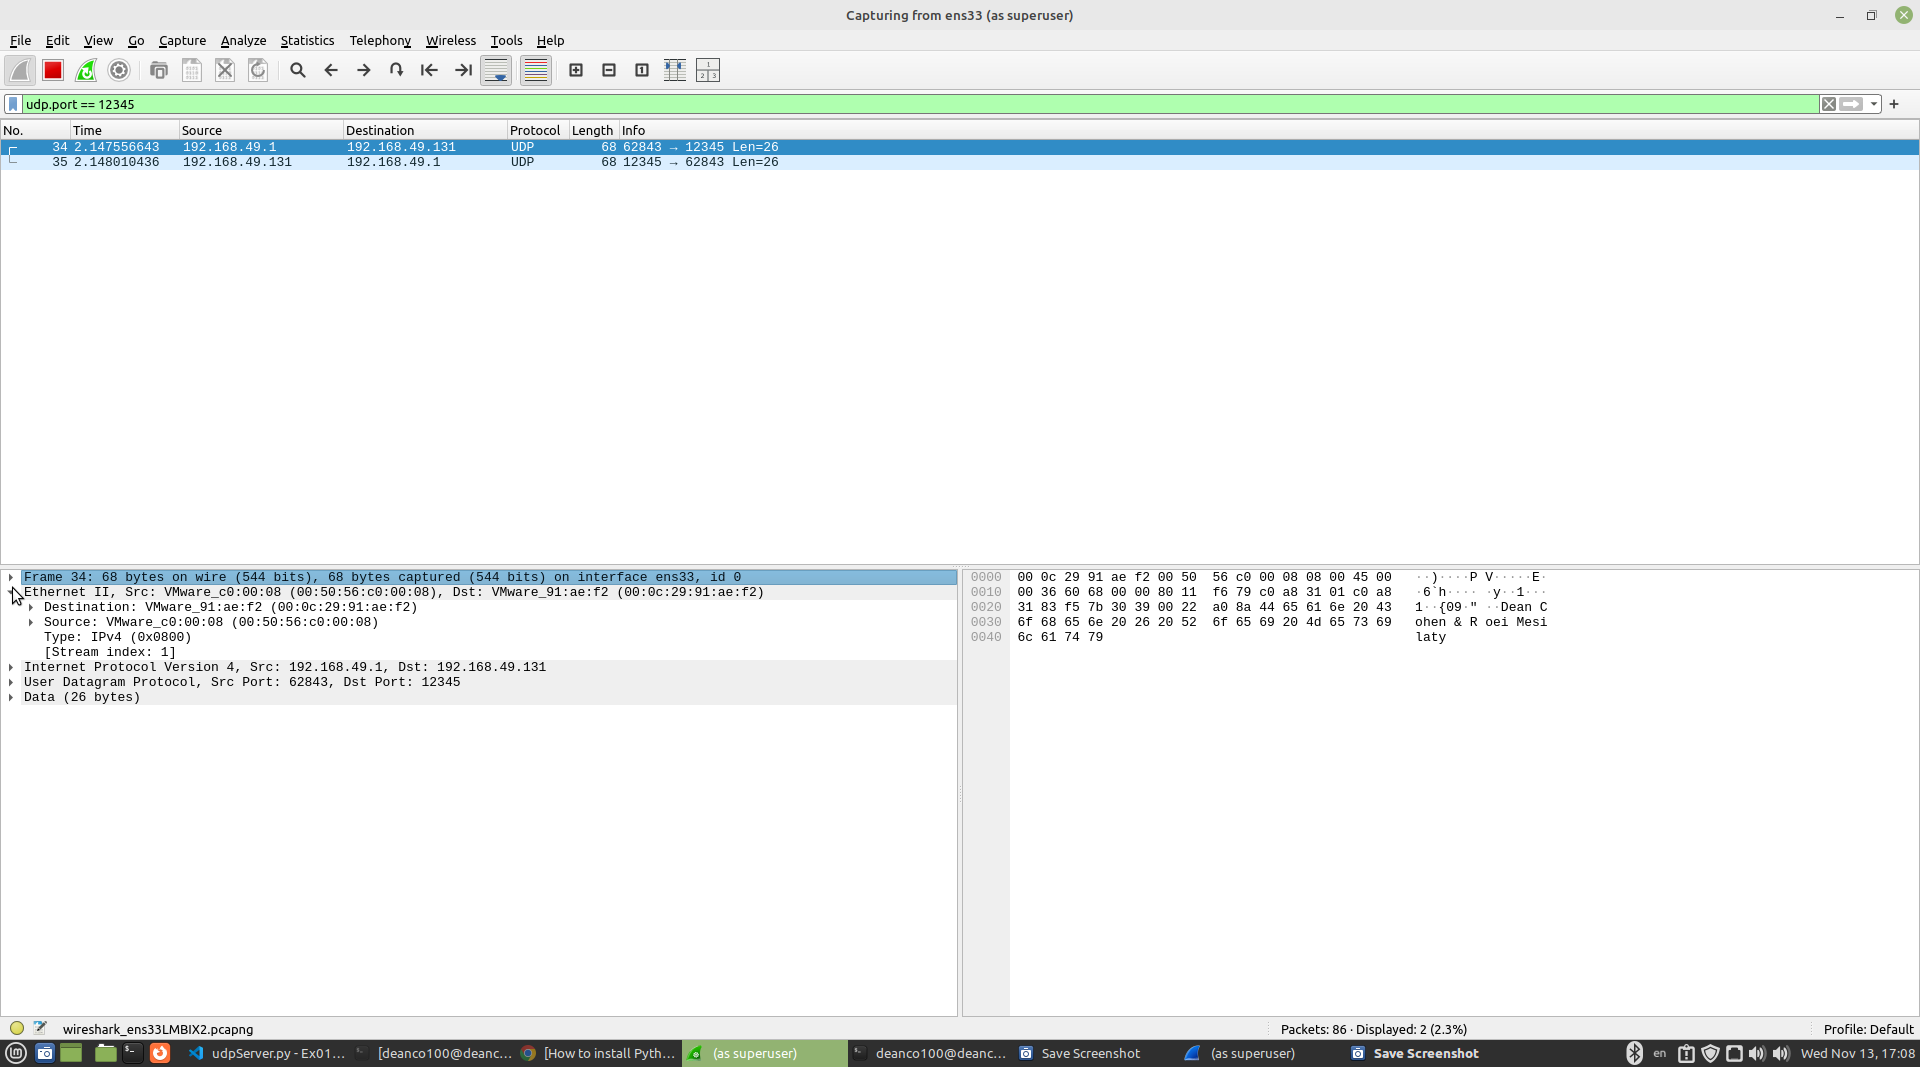 Capturing from ens33 (as superuser)
File Edit View Go Capture Analyze Statistics Telephony Wireless Tools Help
udp.port == 12345
No. Time Source Destination Protocol Length Info
34 2.147556643 192.168.49.1 192.168.49.131 UDP 68 62843 → 12345 Len=26
35 2.148010436 192.168.49.131 192.168.49.1 UDP 68 12345 → 62843 Len=26
Frame 34: 68 bytes on wire (544 bits), 68 bytes captured (544 bits) on interface ens33, id 0
Ethernet II, Src: VMware_c0:00:08 (00:50:56:c0:00:08), Dst: VMware_91:ae:f2 (00:0c:29:91:ae:f2)
Destination: VMware_91:ae:f2 (00:0c:29:91:ae:f2)
Source: VMware_c0:00:08 (00:50:56:c0:00:08)
Type: IPv4 (0x0800)
[Stream index: 1]
Internet Protocol Version 4, Src: 192.168.49.1, Dst: 192.168.49.131
User Datagram Protocol, Src Port: 62843, Dst Port: 12345
Data (26 bytes)
0000 00 0c 29 91 ae f2 00 50 56 c0 00 08 08 00 45 00 ··)····P V·····E·
0010 00 36 60 68 00 00 80 11 f6 79 c0 a8 31 01 c0 a8 ·6`h···· ·y··1···
0020 31 83 f5 7b 30 39 00 22 a0 8a 44 65 61 6e 20 43 1··{09·" ··Dean C
0030 6f 68 65 6e 20 26 20 52 6f 65 69 20 4d 65 73 69 ohen & R oei Mesi
0040 6c 61 74 79 laty
wireshark_ens33LMBIX2.pcapng
Packets: 86 · Displayed: 2 (2.3%)
Profile: Default
udpServer.py - Ex01...
[deanco100@deanc...
[How to install Pyth...
(as superuser)
deanco100@deanc...
Save Screenshot
(as superuser)
Save Screenshot
en
Wed Nov 13, 17:08